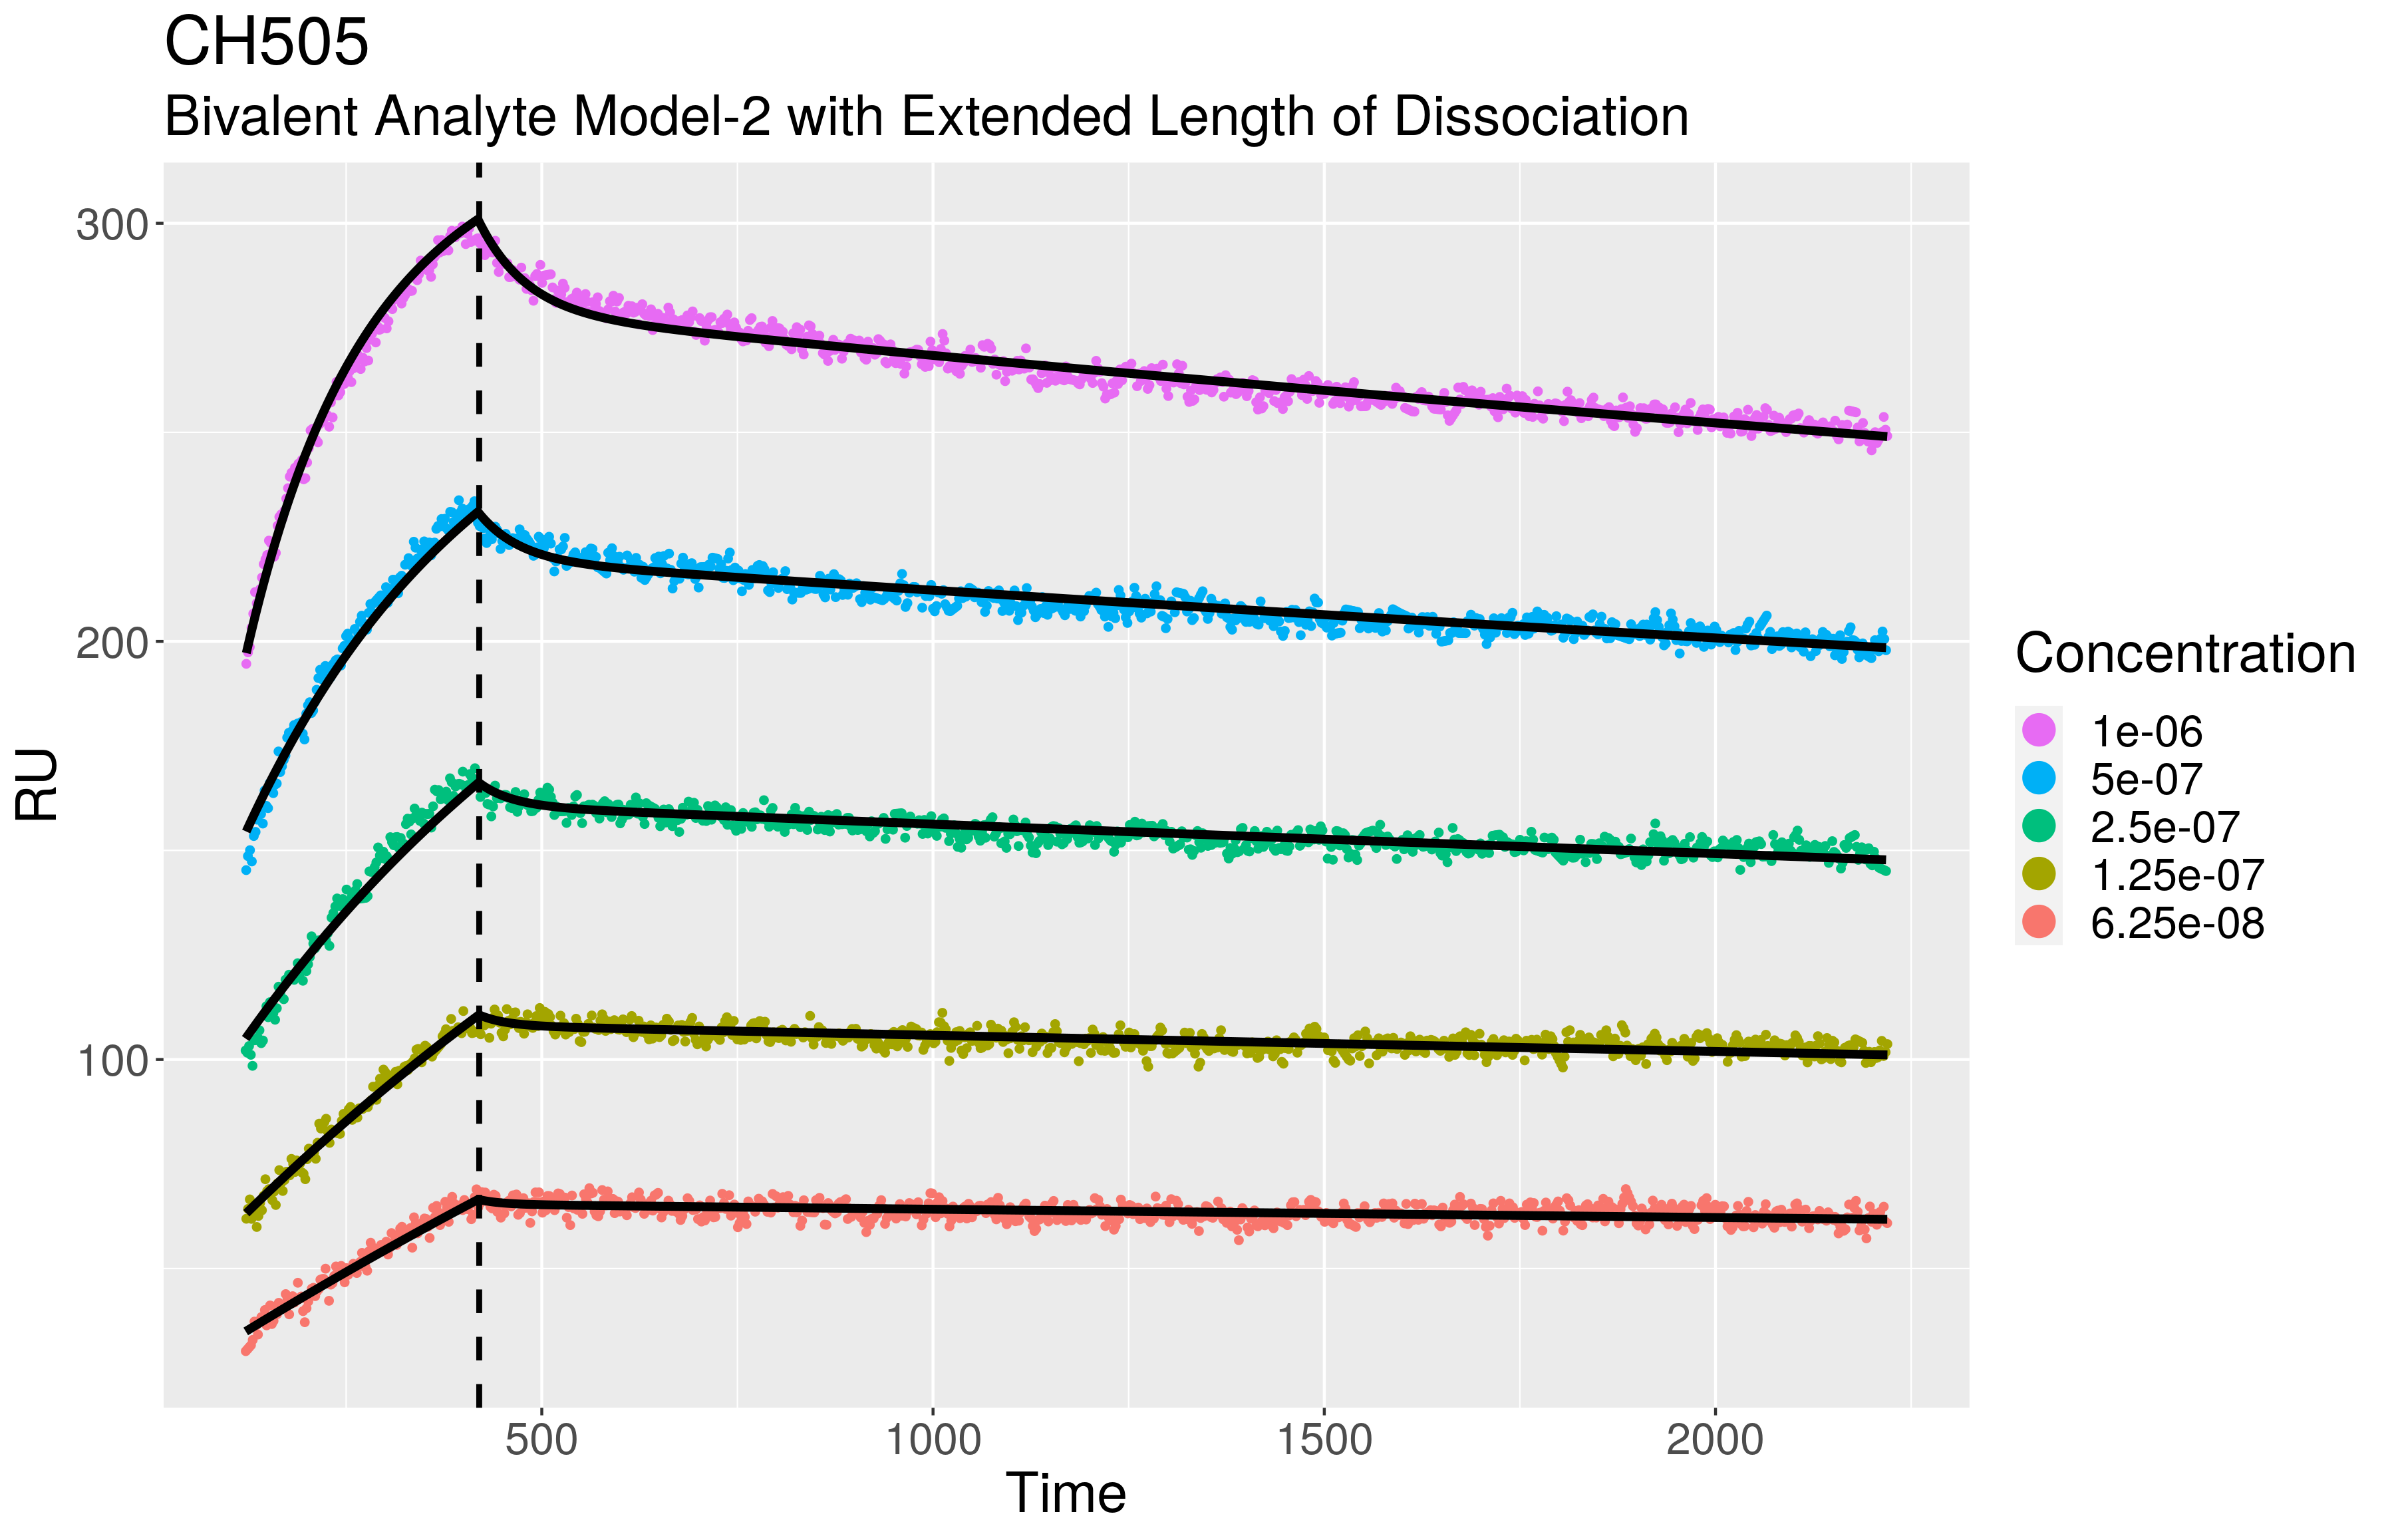 CH505
Bivalent Analyte Model-2 with Extended Length of Dissociation
300
200
100
RU
500 1000 1500 2000
Time
Concentration
1e-06
5e-07
2.5e-07
1.25e-07
6.25e-08